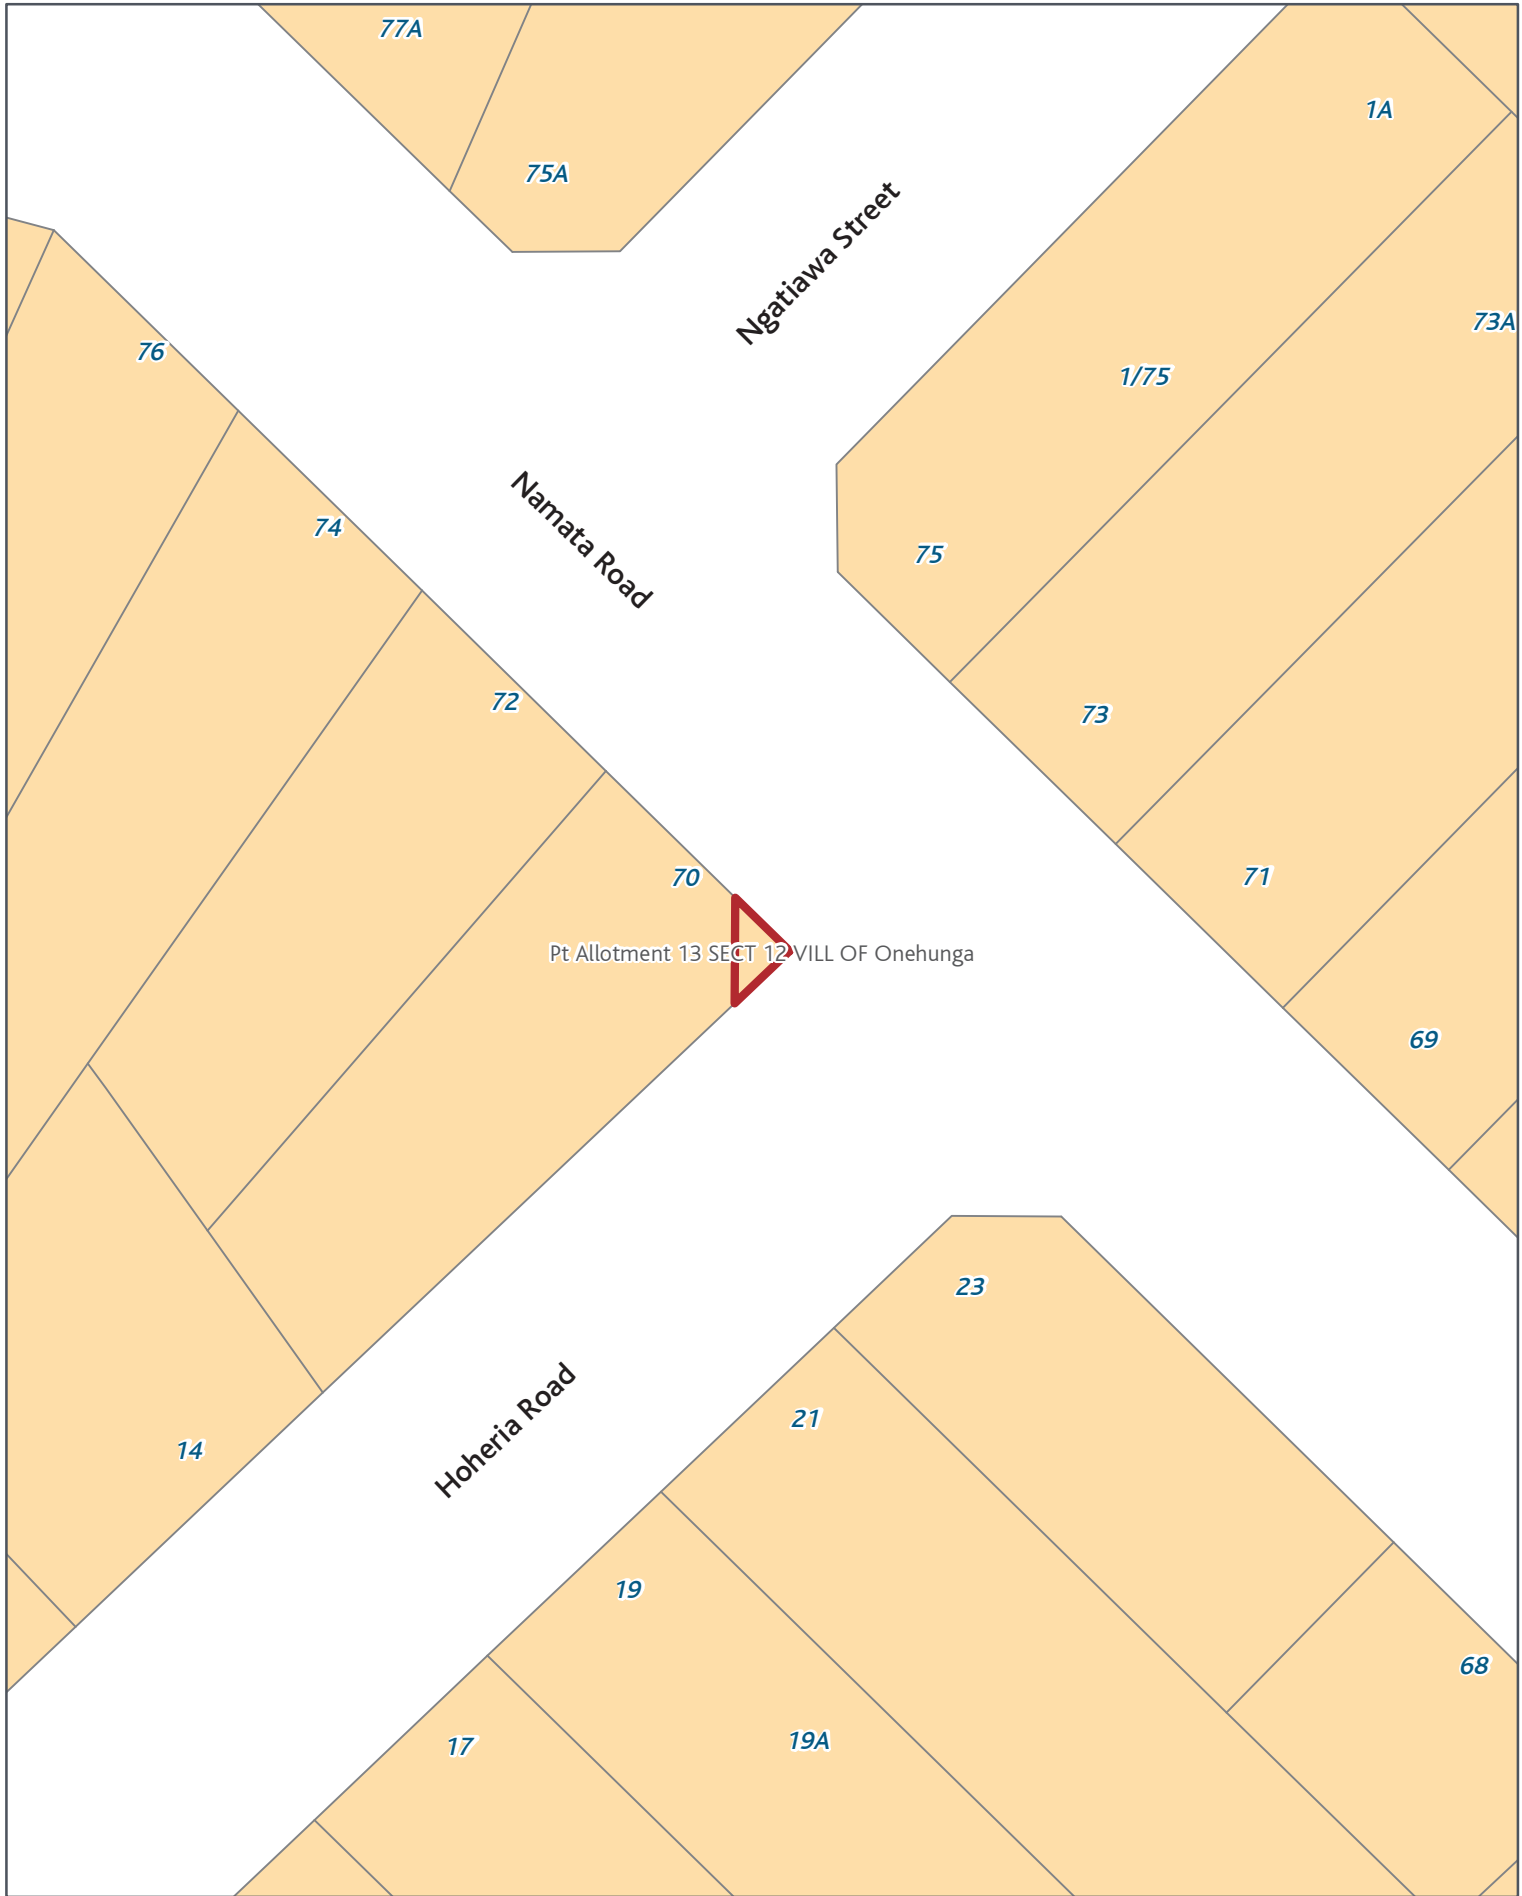 77A
1A
75A
Ngatiawa Street
73A
76
1/75
74
Namata Road
75
72
73
70
71
Pt Allotment 13 SECT 12 VILL OF Onehunga
69
23
21
Hoheria Road
14
19
68
17
19A